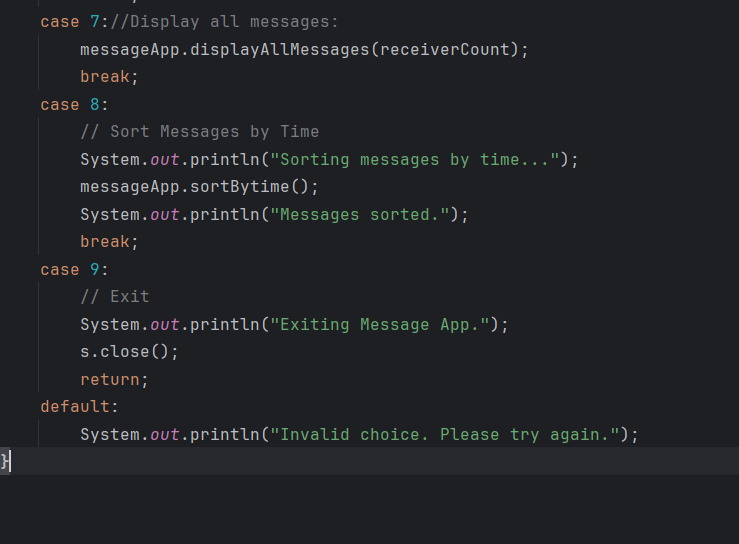 case 7://Display all messages:
messageApp.displayAllMessages(receiverCount);
break;
case 8:
// Sort Messages by Time
System.out.println("Sorting messages by time...");
messageApp.sortBytime();
System.out.println("Messages sorted.");
break;
case 9:
// Exit
System.out.println("Exiting Message App.");
s.close();
return;
default:
System.out.println("Invalid choice. Please try again.");
}